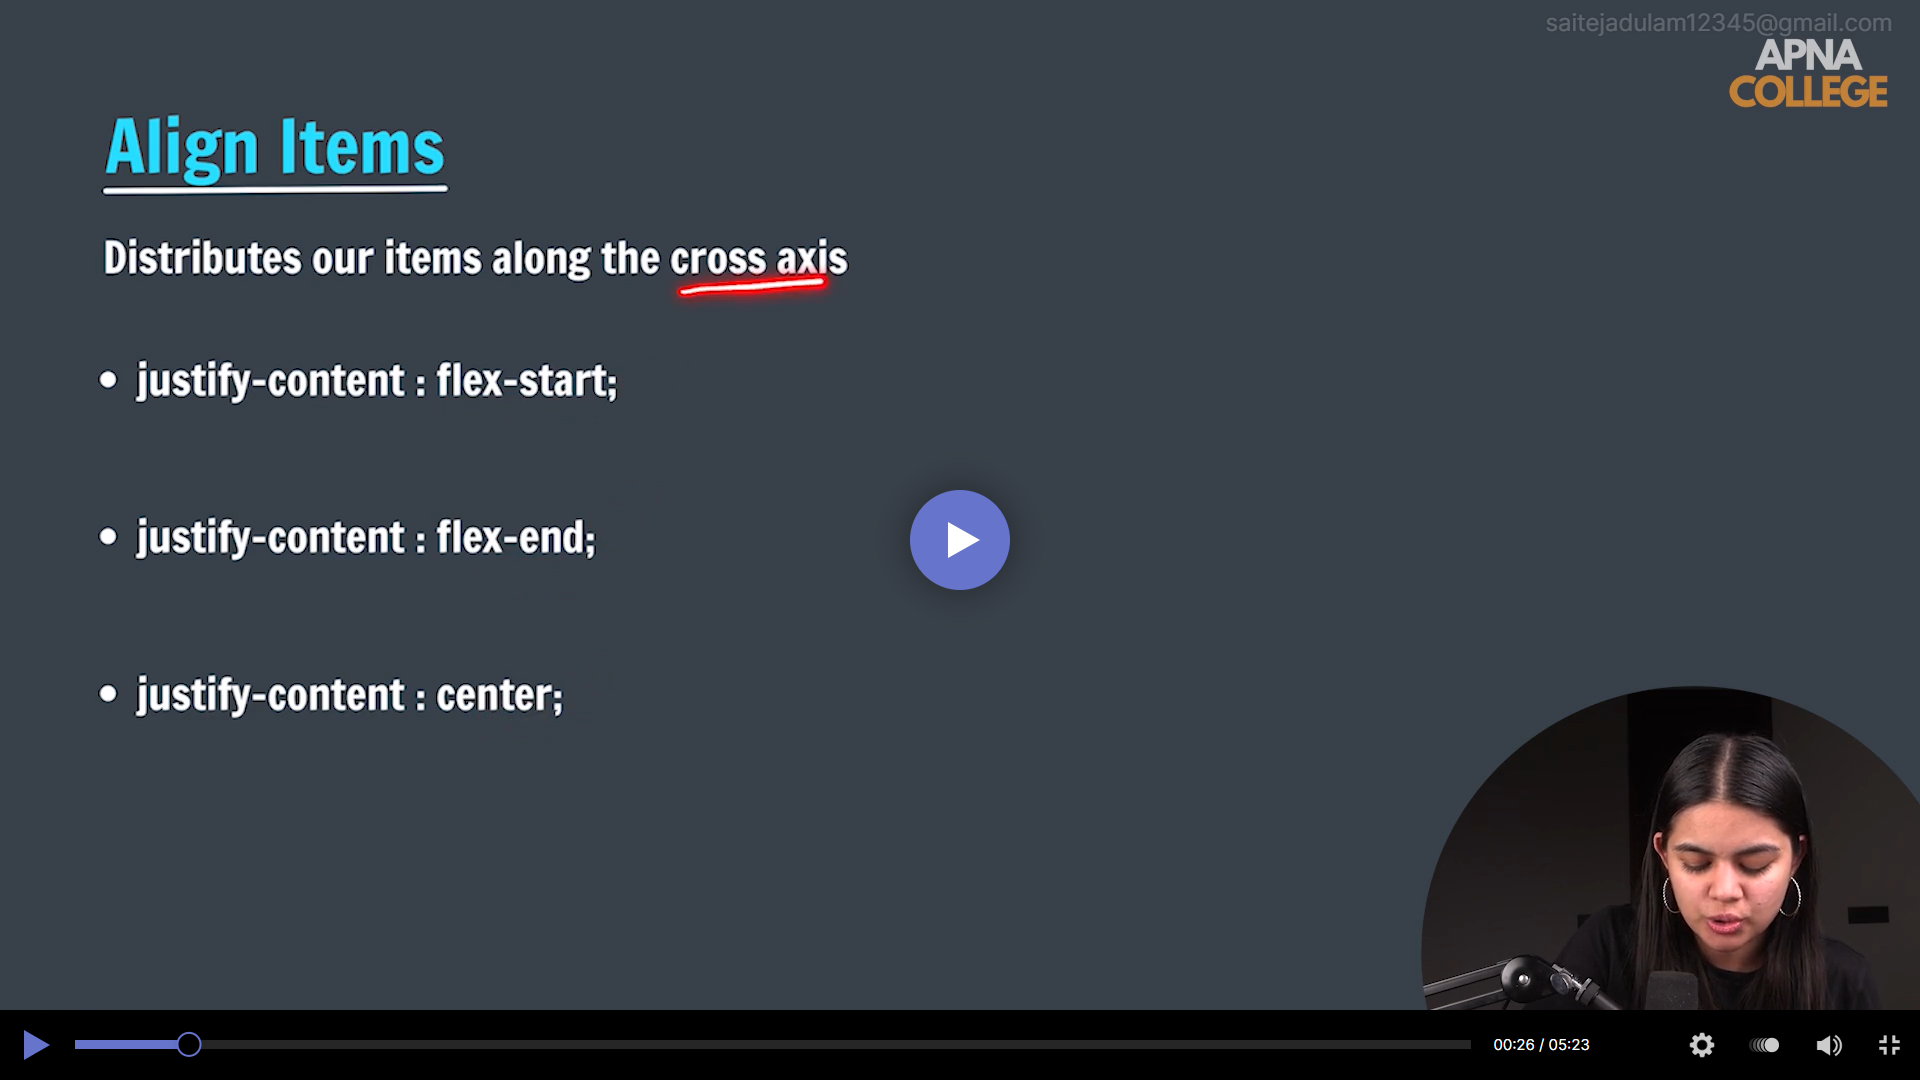 saitejadulam12345@gmail.com
APNA
COLLEGE
Align Items
Distributes our items along the cross axis
• justify-content : flex-start;
• justify-content : flex-end;
• justify-content : center;
00:26 / 05:23